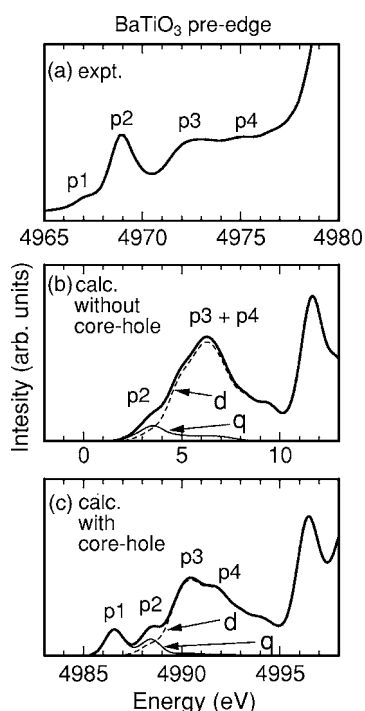 BaTiO3 pre-edge
(a) expt.
p1
p2
p3
p4
4965 4970 4975 4980
Intesity (arb. units)
(b) calc.
without
core-hole
p3 + p4
p2
d
q
0 5 10
(c) calc.
with
core-hole
p1
p2
p3
p4
d
q
4985 4990 4995
Energy (eV)